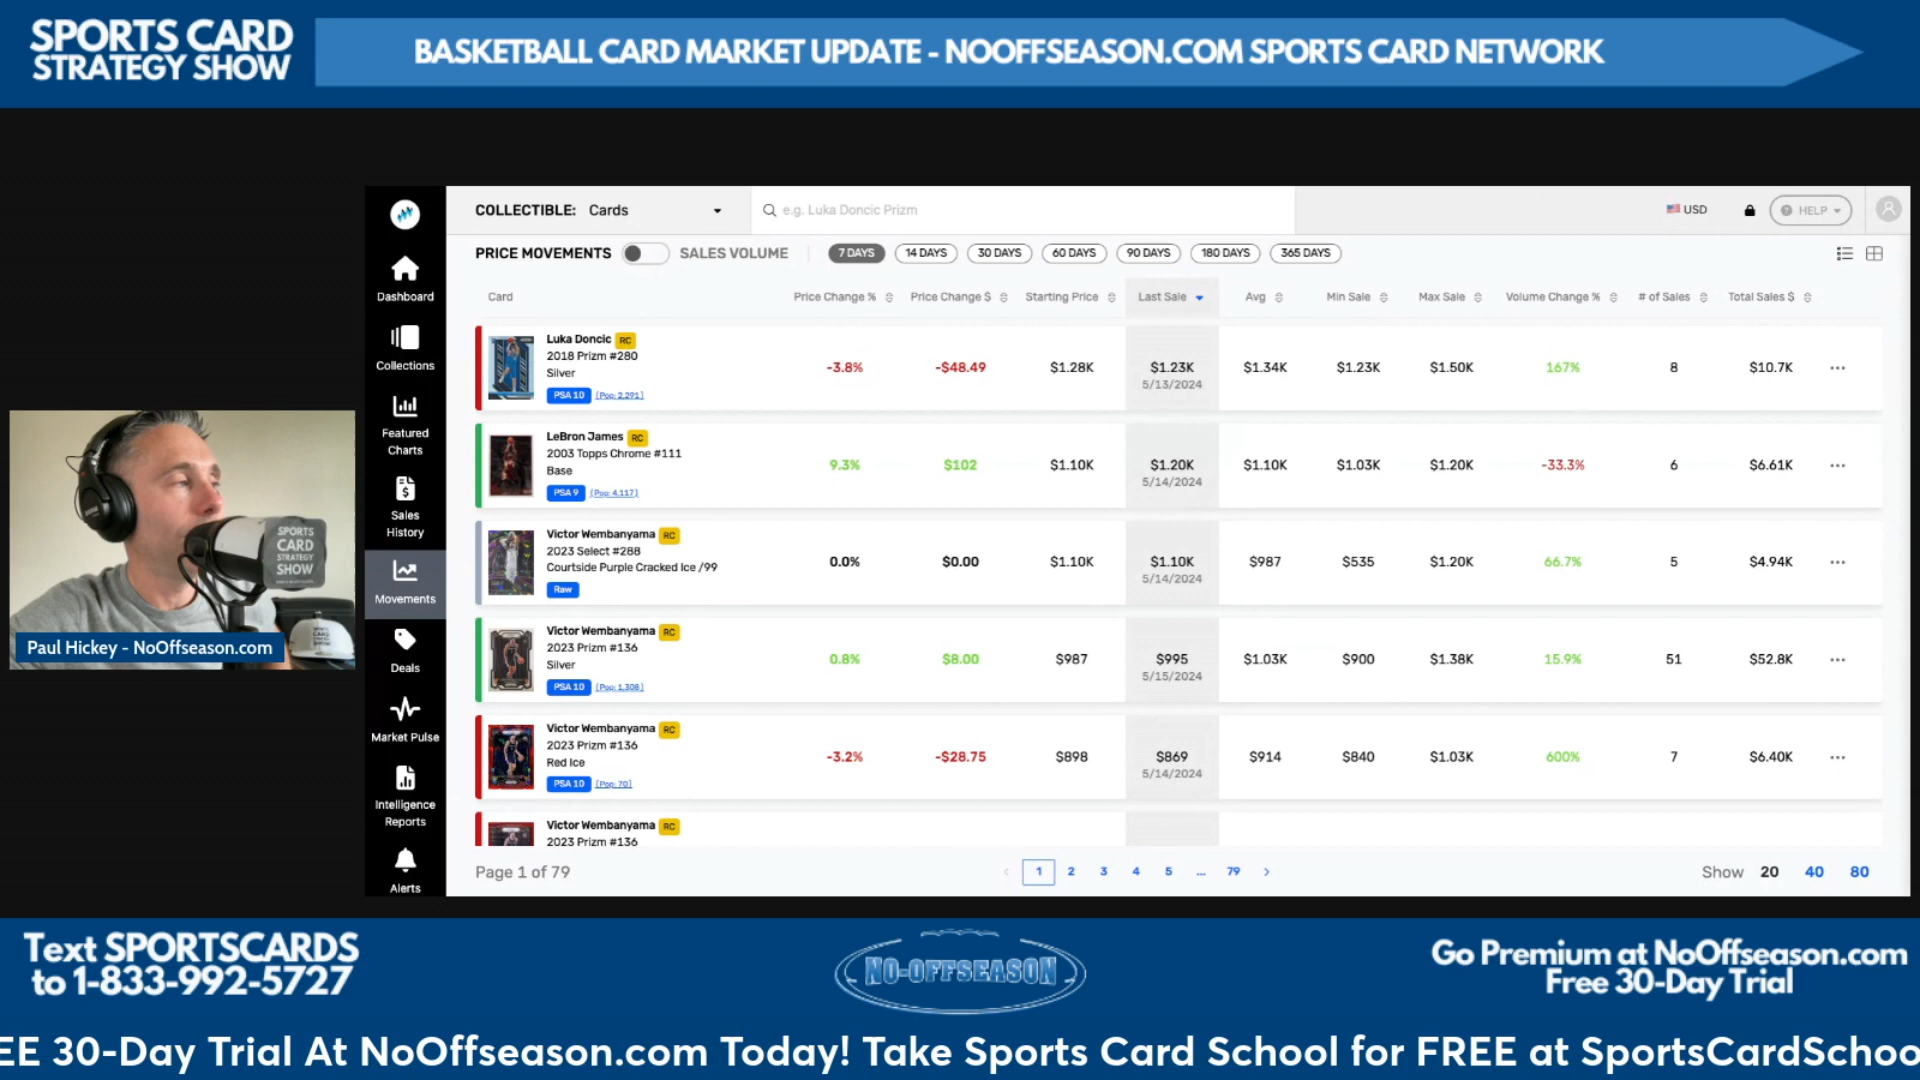 SPORTS CARD
STRATEGY SHOW
BASKETBALL CARD MARKET UPDATE - NOOFFSEASON.COM SPORTS CARD NETWORK
COLLECTIBLE: Cards
e.g. Luka Doncic Prizm
USD
HELP
PRICE MOVEMENTS
SALES VOLUME
7 DAYS
14 DAYS
30 DAYS
60 DAYS
90 DAYS
180 DAYS
365 DAYS
Dashboard
Collections
Featured
Charts
Sales
History
Movements
Deals
Market Pulse
Intelligence
Reports
Alerts
Card Price Change % Price Change $ Starting Price Last Sale Avg Min Sale Max Sale Volume Change % # of Sales Total Sales $
Luka Doncic RC
2018 Prizm #280
Silver
PSA 10 [Pop: 2,291]
-3.8% -$48.49 $1.28K $1.23K $1.34K $1.23K $1.50K 167% 8 $10.7K
5/13/2024
LeBron James RC
2003 Topps Chrome #111
Base
PSA 9 [Pop: 4,117]
9.3% $102 $1.10K $1.20K $1.10K $1.03K $1.20K -33.3% 6 $6.61K
5/14/2024
Victor Wembanyama RC
2023 Select #288
Courtside Purple Cracked Ice /99
Raw
0.0% $0.00 $1.10K $1.10K $987 $535 $1.20K 66.7% 5 $4.94K
5/14/2024
Victor Wembanyama RC
2023 Prizm #136
Silver
PSA 10 [Pop: 1,308]
0.8% $8.00 $987 $995 $1.03K $900 $1.38K 15.9% 51 $52.8K
5/15/2024
Victor Wembanyama RC
2023 Prizm #136
Red Ice
PSA 10 [Pop: 70]
-3.2% -$28.75 $898 $869 $914 $840 $1.03K 600% 7 $6.40K
5/14/2024
Victor Wembanyama RC
2023 Prizm #136
Page 1 of 79
1 2 3 4 5 ... 79
Show 20 40 80
SPORTS
CARD
STRATEGY
SHOW
Paul Hickey - NoOffseason.com
Text SPORTSCARDS
to 1-833-992-5727
NO-OFFSEASON
Go Premium at NoOffseason.com
Free 30-Day Trial
EE 30-Day Trial At NoOffseason.com Today! Take Sports Card School for FREE at SportsCardSchoo